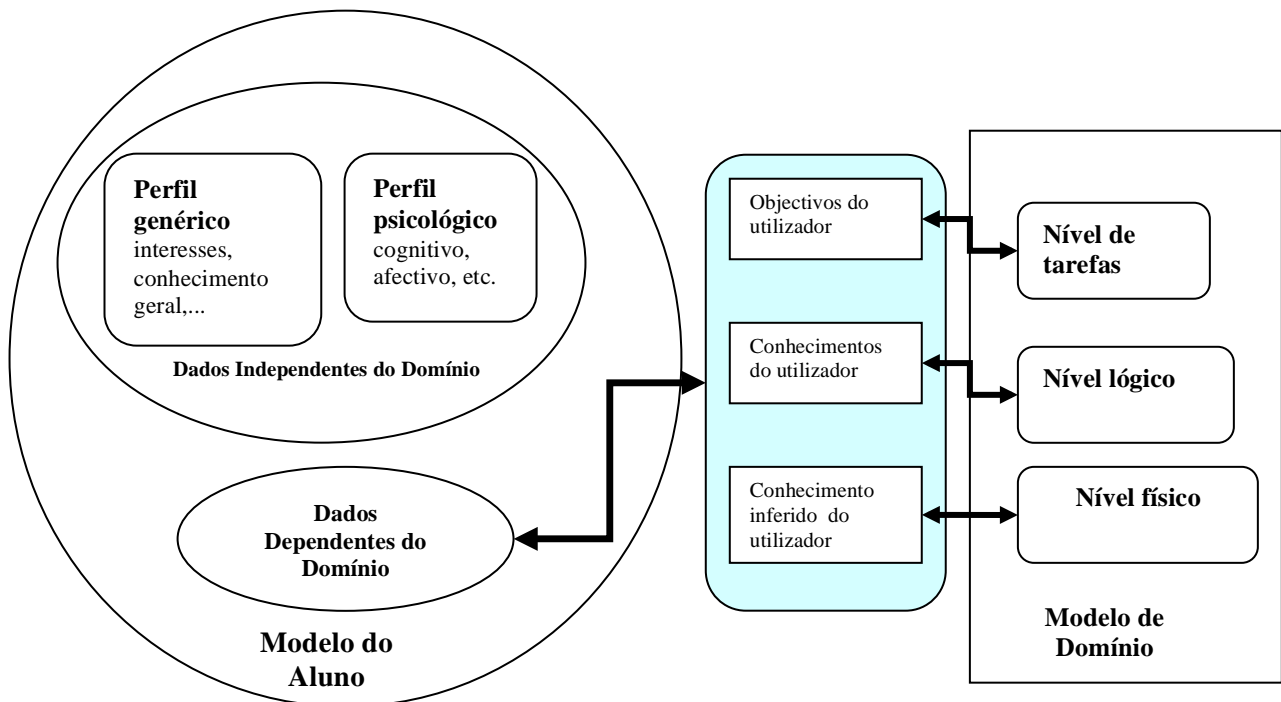 Perfil
genérico
interesses,
conhecimento
geral,...
Perfil
psicológico
cognitivo,
afectivo, etc.
Dados Independentes do Domínio
Dados
Dependentes do
Domínio
Modelo do
Aluno
Objectivos do
utilizador
Conhecimentos
do utilizador
Conhecimento
inferido do
utilizador
Nível de
tarefas
Nível lógico
Nível físico
Modelo de
Domínio